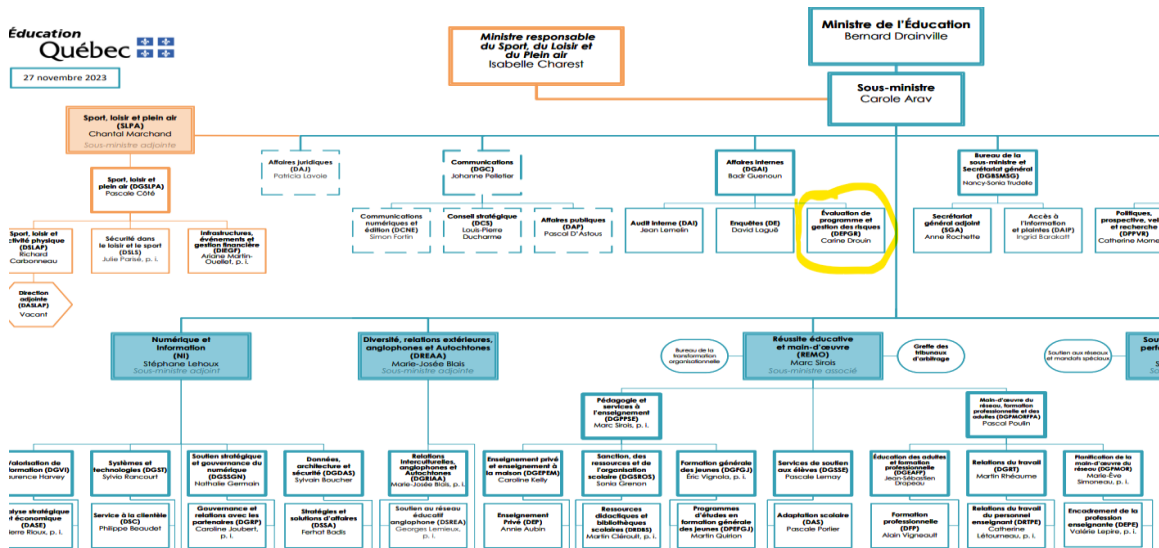 Éducation
Québec
27 novembre 2023
Ministre responsable
du Sport, du Loisir et
du Plein air
Isabelle Charest
Ministre de l'Éducation
Bernard Drainville
Sous-ministre
Carole Arav
Sport, loisir et plein air
(SLPA)
Chantal Marchand
Sous-ministre adjointe
Affaires juridiques
(DAJ)
Patricia Lavoie
Communications
(DGC)
Johanne Pelletier
Affaires internes
(DGAI)
Badr Guenoun
Bureau de la
sous-ministre et
Secrétariat général
(DGBSMSG)
Nancy-Sonia Trudelle
Sport, loisir et
plein air (DGSLPA)
Pascale Côté
Communications
numériques et
édition (DCNE)
Simon Fortin
Conseil stratégique
(DCS)
Louis-Pierre
Ducharme
Affaires publiques
(DAP)
Pascal D'Astous
Audit Interne (DAI)
Jean Lemelin
Enquêtes (DE)
David Laguë
Évaluation de
programme et
gestion des risques
(DEPGR)
Carine Drouin
Secrétariat
général adjoint
(SGA)
Anne Rochette
Accès à
l'information
et plaintes (DAIP)
Ingrid Barakatt
Politiques,
prospective,
et recherche
(DPPVR)
Catherine
Sport, loisir et
activité physique
(DSLAP)
Richard
Carbonneau
Sécurité dans
le loisir et le sport
(DSLS)
Julie Parisé, p. i.
Infrastructures,
événements et
gestion financière
(DIEGF)
Ariane Martin-
Ouellet, p. i.
Direction
adjointe
(DASLAP)
Vacant
Numérique et
Information
(NI)
Stéphane Lehoux
Sous-ministre adjoint
Diversité, relations extérieures,
anglophones et Autochtones
(DREAA)
Marie-Josée Blais
Sous-ministre adjointe
Bureau de la
transformation
organisationnelle
Réussite éducative
et main-d'œuvre
(REMO)
Marc Sirois
Sous-ministre associé
Greffe des
tribunaux
d'arbitrage
Soutien aux réseaux
et mandats spéciaux
Pédagogie et
services à
l'enseignement
(DGPPSE)
Marc Sirois, p. i.
Main-d'œuvre du
réseau, formation
professionnelle et des
adultes (DGPMORFPA)
Pascal Poulin
(DGVI)
Laurence Harvey
Systèmes et
technologies (DGST)
Sylvio Rancourt
Soutien stratégique
et gouvernance du
numérique
(DGSSGN)
Nathalie Germain
Données,
architecture et
sécurité (DGDAS)
Sylvain Boucher
Relations
interculturelles,
anglophones et
Autochtones
(DGRIAA)
Marie-Josée Blais,
p. i.
Enseignement privé
et enseignement à
la maison (DGEPEM)
Caroline Kelly
Sanction, des
ressources et de
l'organisation
scolaire (DGSROS)
Sonia Grenon
Formation générale
des jeunes (DGFGJ)
Éric Vignola, p. i.
Services de soutien
aux élèves (DGSSE)
Pascale Lemay
Éducation des adultes
et formation
professionnelle
(DGEAFP)
Jean-Sébastien
Drapeau
Relations du travail
(DGRT)
Martin Rhéaume
Planification de la
main-d'œuvre du
réseau (DGPMOR)
Marie-Ève
Simoneau, p. i.
stratégique
et économique
(DASE)
Pierre Rioux, p. i.
Service à la clientèle
(DSC)
Philippe Beaudet
Gouvernance et
relations avec les
partenaires (DGRP)
Caroline Joubert,
p. i.
Stratégies et
solutions d'affaires
(DSSA)
Ferhat Badis
Soutien au réseau
éducatif
anglophone (DSREA)
Georges Lemieux,
p. i.
Enseignement
Privé (DEP)
Annie Aubin
Ressources
didactiques et
bibliothèques
scolaires (DRDBS)
Martin Clérouit, p. i.
Programmes
d'études en
formation générale
des jeunes (DPEFGJ)
Martin Quirion
Adaptation scolaire
(DAS)
Pascale Parier
Formation
professionnelle
(DFP)
Alain Vigneault
Relations du travail
du personnel
enseignant (DRTPE)
Catherine
Létourneau, p. i.
Encadrement de la
profession
enseignante (DEPE)
Valérie Lepire, p. i.